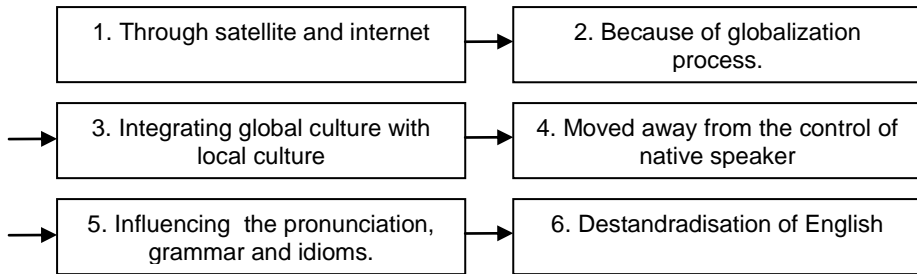 1. Through satellite and internet
2. Because of globalization
process.
3. Integrating global culture with
local culture
4. Moved away from the control of
native speaker
5. Influencing the pronunciation,
grammar and idioms.
6. Destandradisation of English